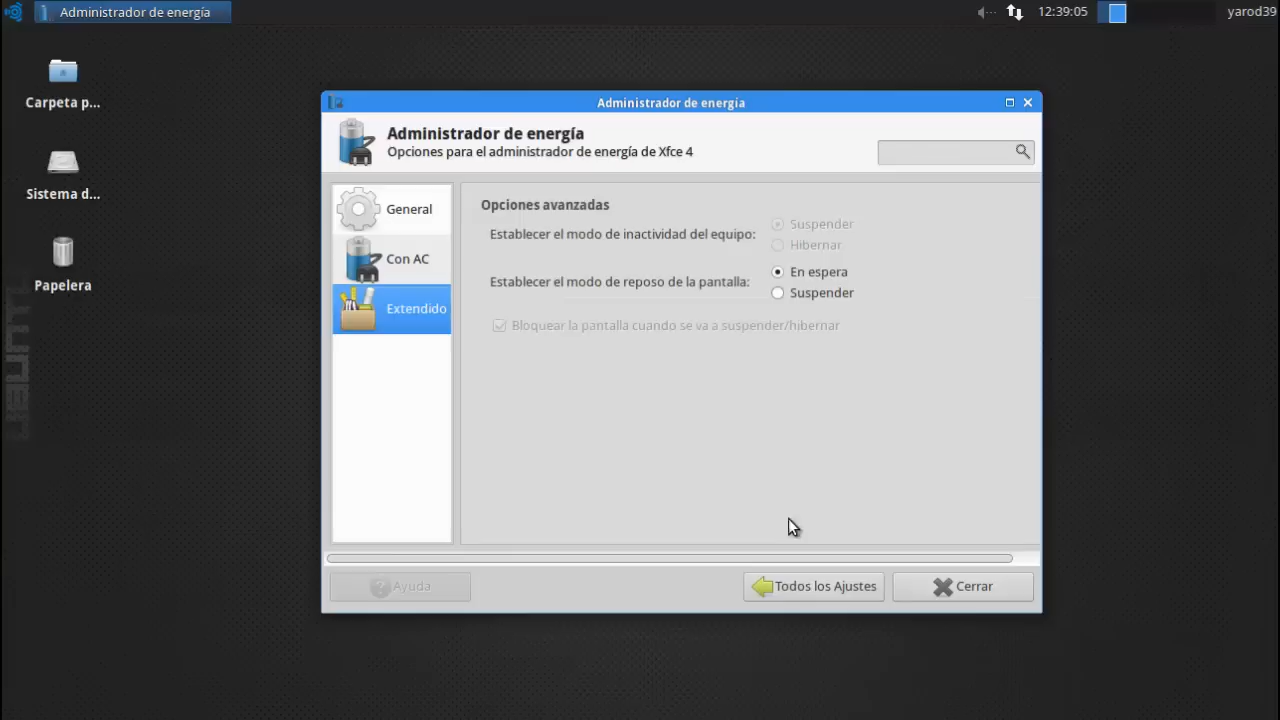 Administrador de energía
12:39:05
yarod39
Carpeta p...
Sistema d...
Papelera
Administrador de energía
Administrador de energía
Opciones para el administrador de energía de Xfce 4
General
Con AC
Extendido
Opciones avanzadas
Establecer el modo de inactividad del equipo:
Suspender
Hibernar
Establecer el modo de reposo de la pantalla:
En espera
Suspender
Bloquear la pantalla cuando se va a suspender/hibernar
Ayuda
Todos los Ajustes
Cerrar